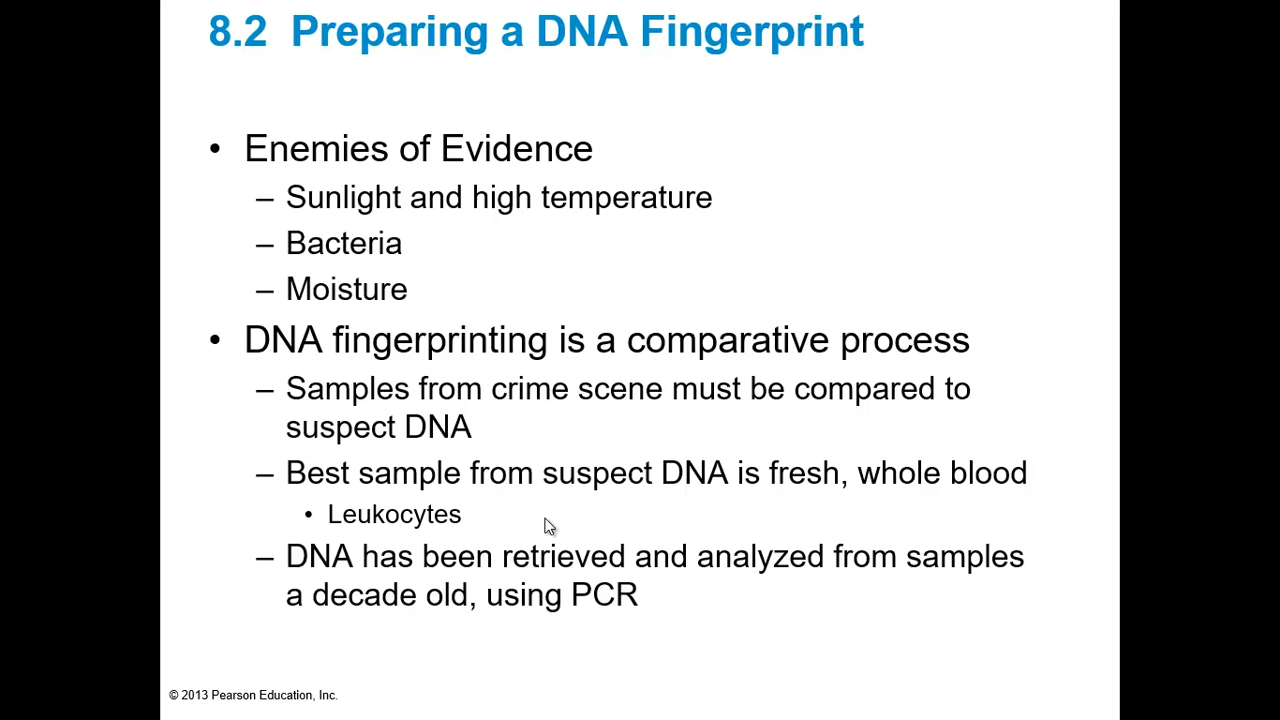 8.2 Preparing a DNA Fingerprint
• Enemies of Evidence
– Sunlight and high temperature
– Bacteria
– Moisture
• DNA fingerprinting is a comparative process
– Samples from crime scene must be compared to
suspect DNA
– Best sample from suspect DNA is fresh, whole blood
• Leukocytes
– DNA has been retrieved and analyzed from samples
a decade old, using PCR
© 2013 Pearson Education, Inc.